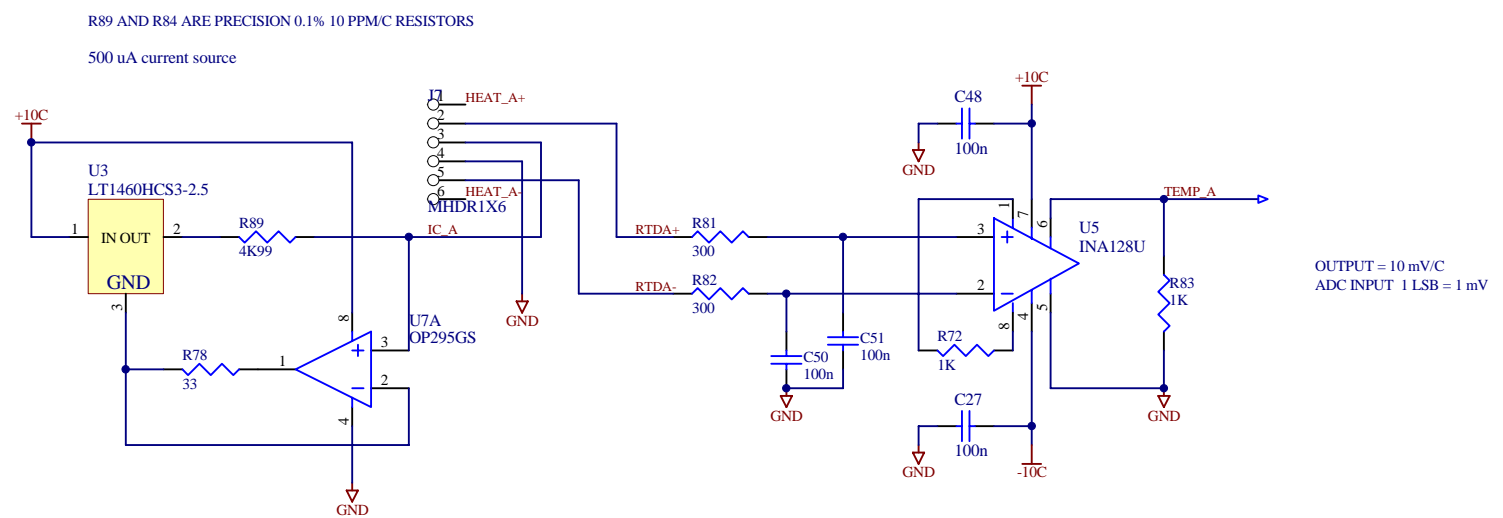 R89 AND R84 ARE PRECISION 0.1% 10 PPM/C RESISTORS
500 uA current source
+10C
U3
LT1460HCS3-2.5
1
IN OUT
2
GND
3
R89
4K99
IC_A
R78
33
1
8
U7A
OP295GS
3
2
4
GND
J7
1
HEAT_A+
2
3
4
5
6
HEAT_A-
MHDR1X6
GND
RTDA+
R81
300
RTDA-
R82
300
C50
100n
C51
100n
GND
+10C
C48
100n
GND
1
7
6
3
2
8
4
5
U5
INA128U
R72
1K
C27
100n
GND
-10C
TEMP_A
R83
1K
GND
OUTPUT = 10 mV/C
ADC INPUT 1 LSB = 1 mV